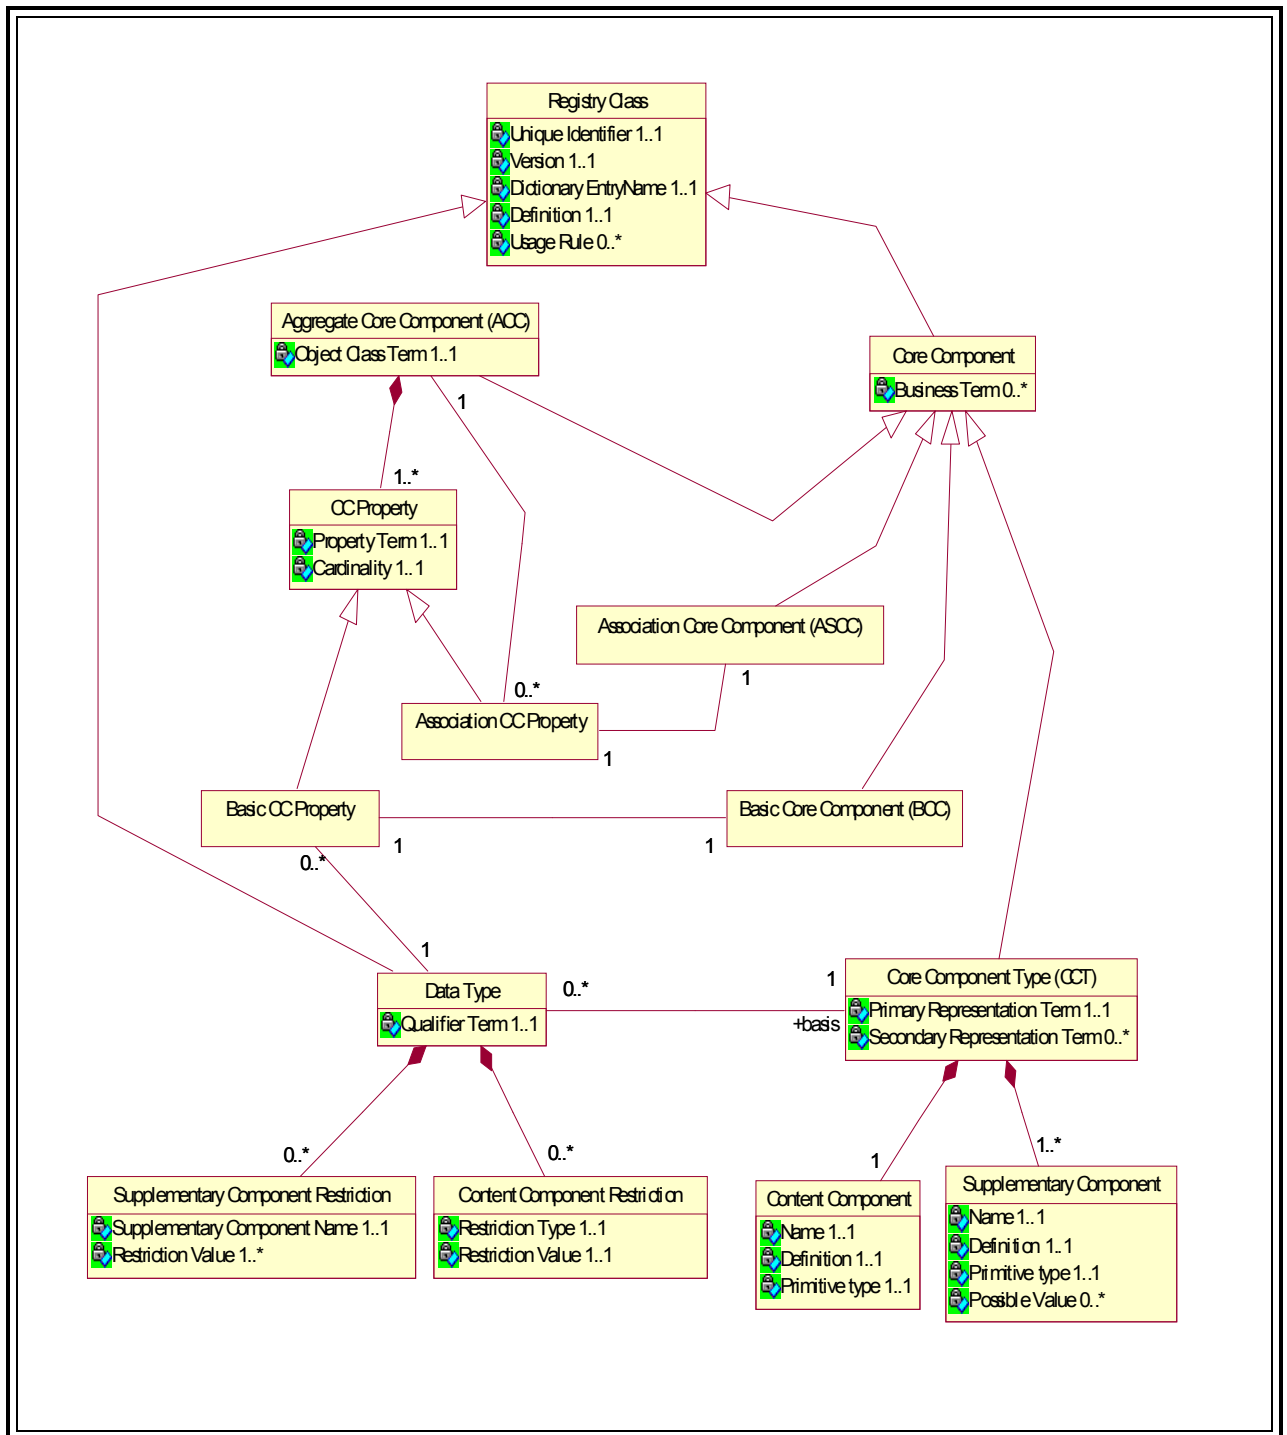 Registry Class
Unique Identifier 1..1
Version 1..1
Dictionary EntryName 1..1
Definition 1..1
Usage Rule 0..*
Aggregate Core Component (ACC)
Object Class Term 1..1
Core Component
Business Term 0..*
1
1..*
CC Property
Property Term 1..1
Cardinality 1..1
Association Core Component (ASCC)
1
0..*
Association CC Property
1
Basic CC Property
Basic Core Component (BCC)
1
1
0..*
1
Data Type
Qualifier Term 1..1
0..*
1
+basis
Core Component Type (CCT)
Primary Representation Term 1..1
Secondary Representation Term 0..*
0..*
0..*
1
1..*
Supplementary Component Restriction
Supplementary Component Name 1..1
Restriction Value 1..*
Content Component Restriction
Restriction Type 1..1
Restriction Value 1..1
Content Component
Name 1..1
Definition 1..1
Primitive type 1..1
Supplementary Component
Name 1..1
Definition 1..1
Primitive type 1..1
Possible Value 0..*